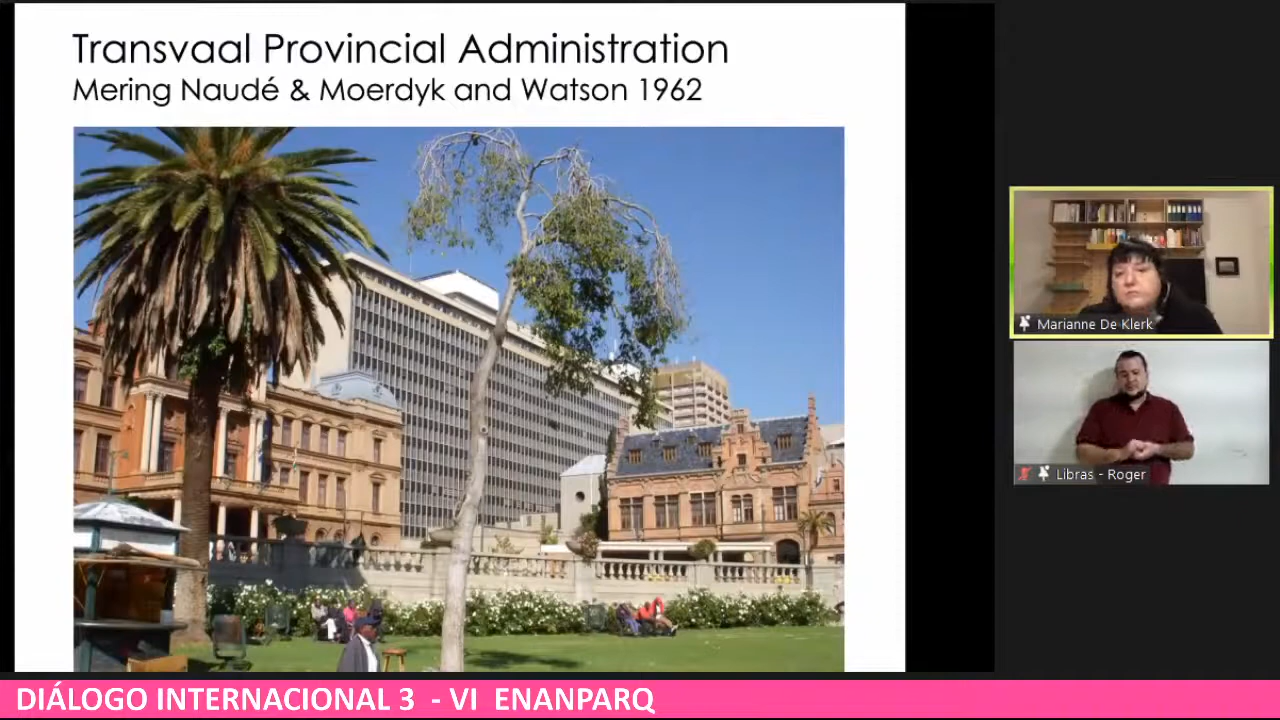 Transvaal Provincial Administration
Mering Naudé & Moerdyk and Watson 1962
Marianne De Klerk
Libras - Roger
DIÁLOGO INTERNACIONAL 3 - VI ENANPARQ